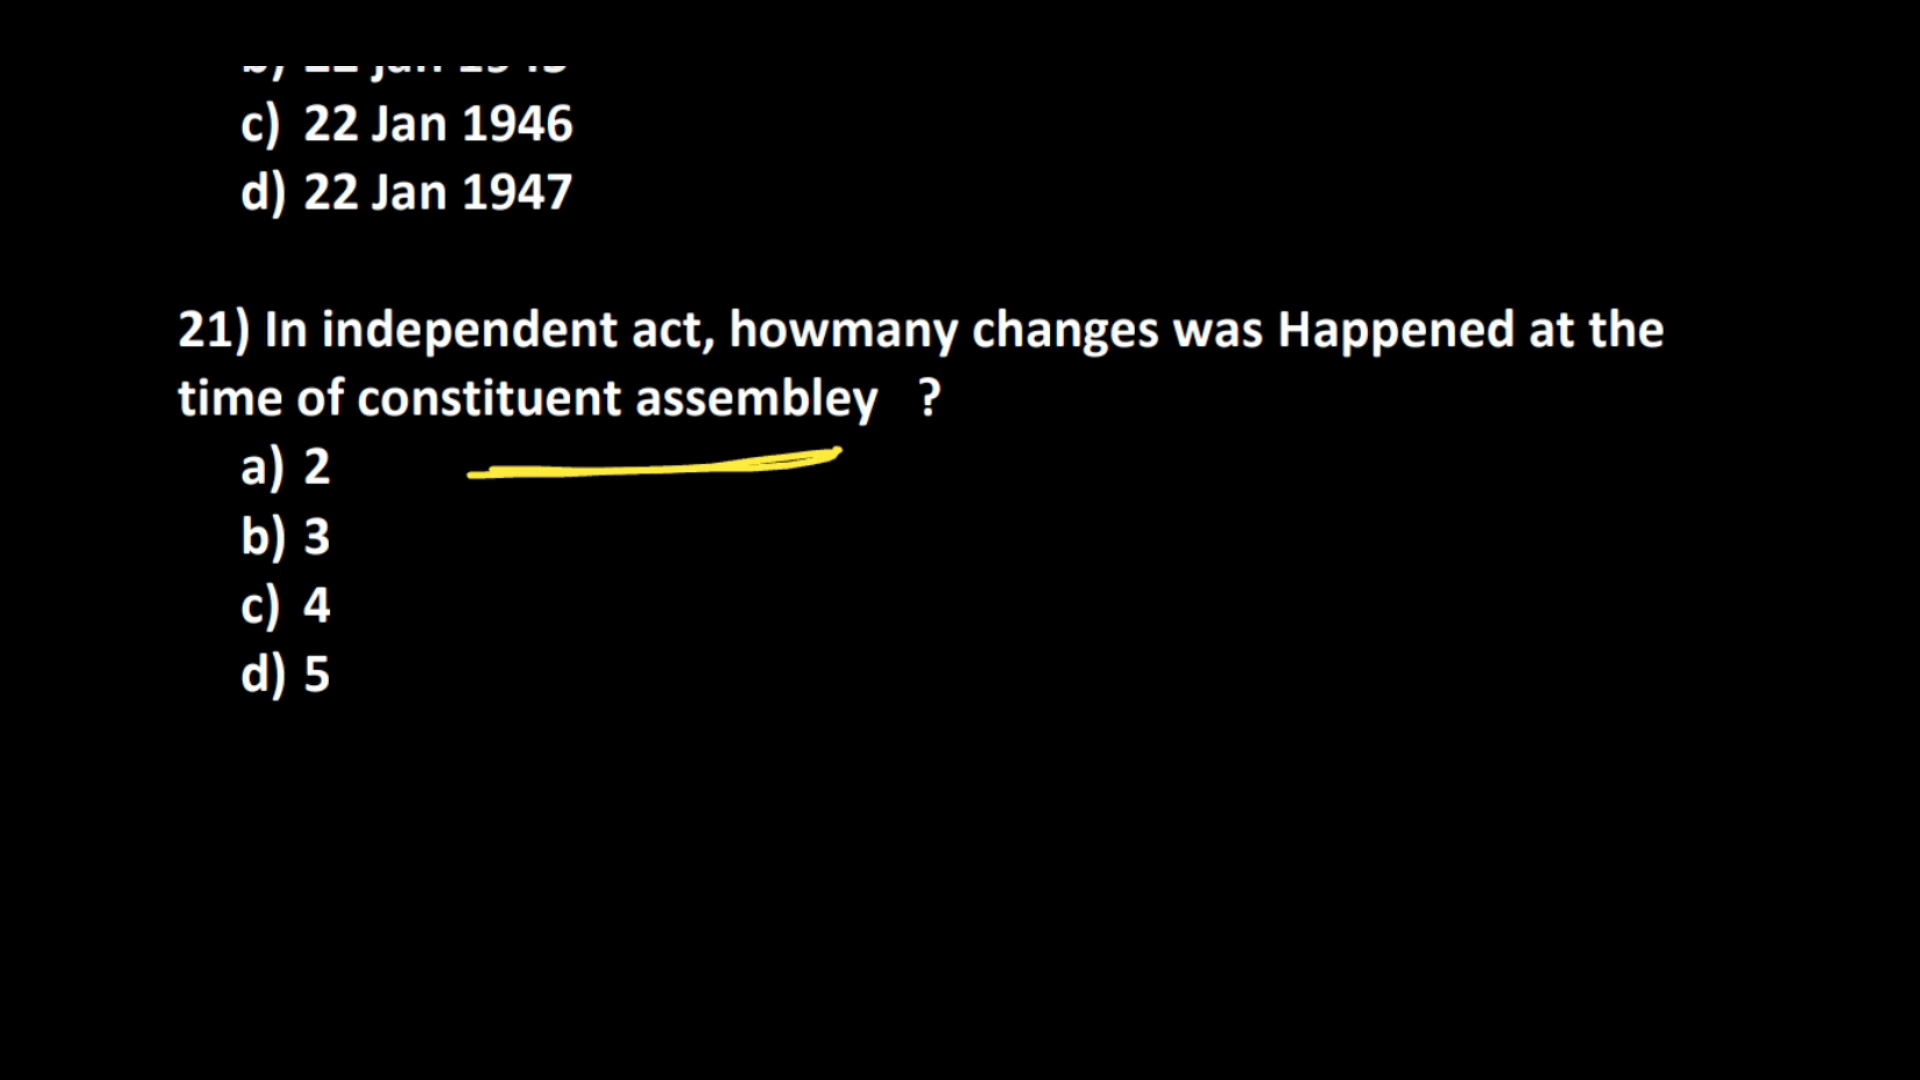 c) 22 Jan 1946
d) 22 Jan 1947
21) In independent act, howmany changes was Happened at the
time of constituent assembley ?
a) 2
b) 3
c) 4
d) 5